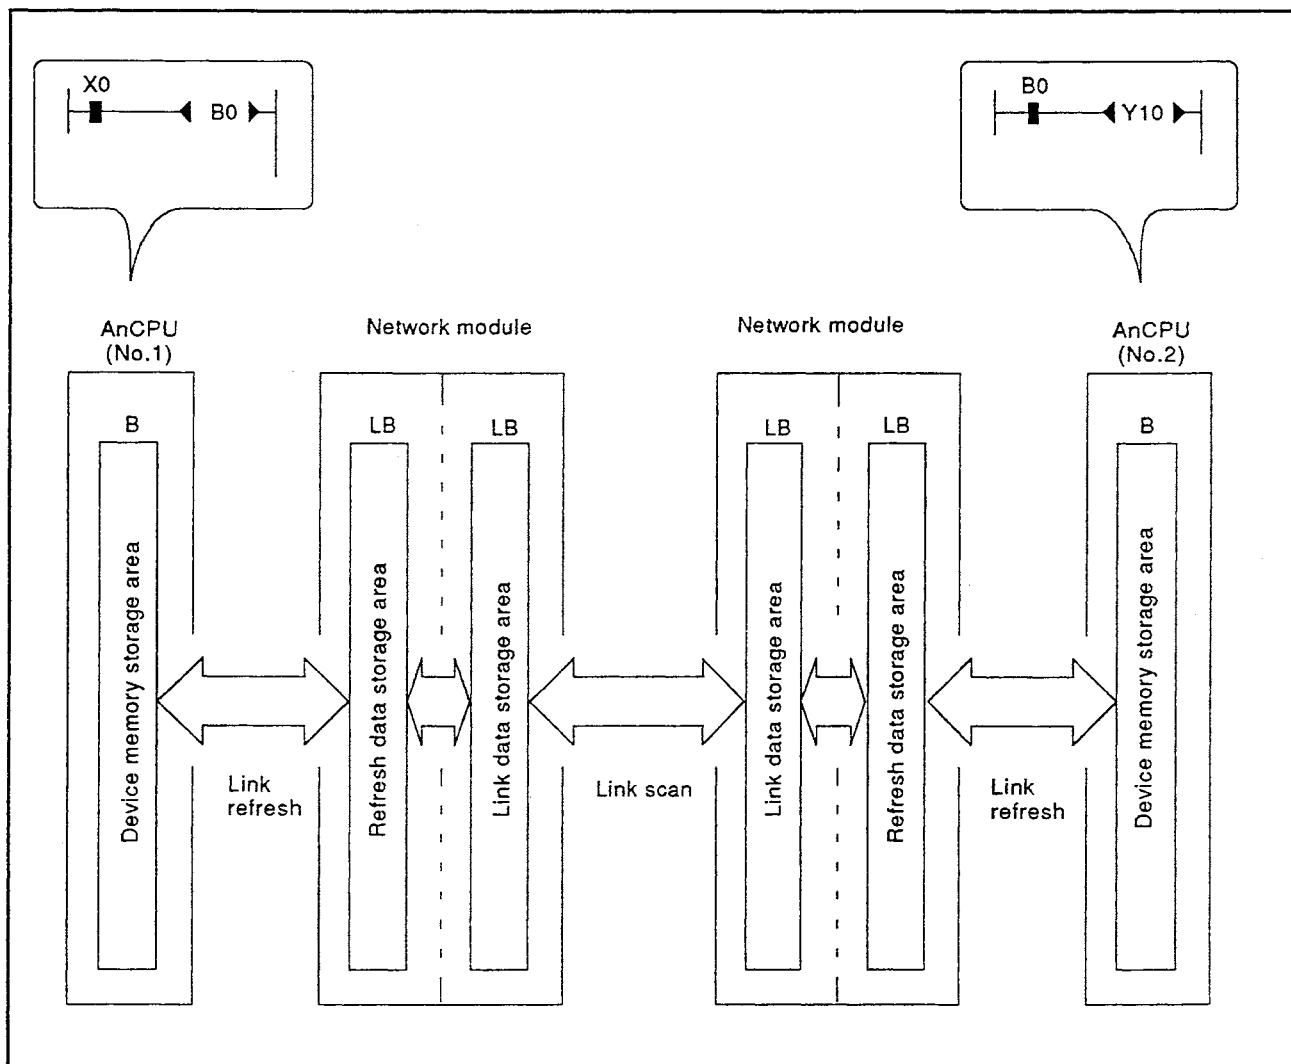 X0
B0
B0
Y10
AnCPU
(No.1)
Network module
Network module
AnCPU
(No.2)
B
LB
LB
LB
LB
B
Device memory storage area
Refresh data storage area
Link data storage area
Link data storage area
Refresh data storage area
Device memory storage area
Link
refresh
Link scan
Link
refresh